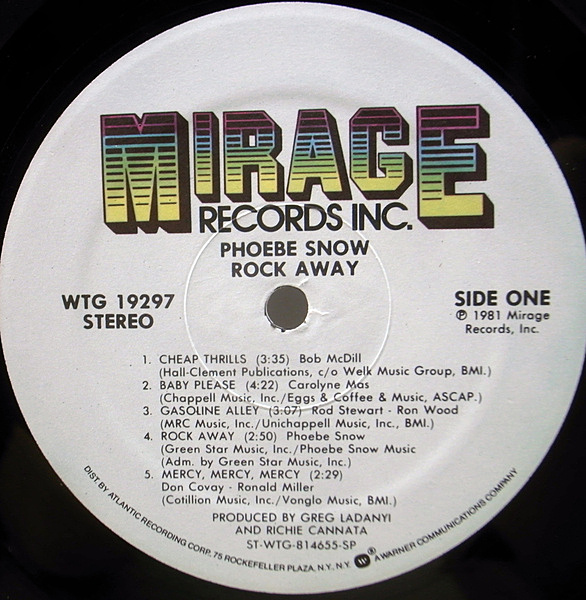 MIRAGE
RECORDS INC.
PHOEBE SNOW
ROCK AWAY
WTG 19297
STEREO
SIDE ONE
℗ 1981 Mirage
Records, Inc.
1. CHEAP THRILLS (3:35) Bob McDill
(Hall-Clement Publications, c/o Welk Music Group, BMI.)
2. BABY PLEASE (4:22) Carolyne Mas
(Chappell Music, Inc./Eggs & Coffee & Music, ASCAP.)
3. GASOLINE ALLEY (3:07) Rod Stewart - Ron Wood
(MRC Music, Inc./Unichappell Music, Inc., BMI.)
4. ROCK AWAY (2:50) Phoebe Snow
(Green Star Music, Inc./Phoebe Snow Music
(Adm. by Green Star Music, Inc.)
5. MERCY, MERCY, MERCY (2:29)
Don Covay - Ronald Miller
(Cotillion Music, Inc./Vonglo Music, BMI.)
PRODUCED BY GREG LADANYI
AND RICHIE CANNATA
ST-WTG-814655-SP
DIST BY ATLANTIC RECORDING CORP. 75 ROCKEFELLER PLAZA, N.Y., N.Y. W ® A WARNER COMMUNICATIONS COMPANY